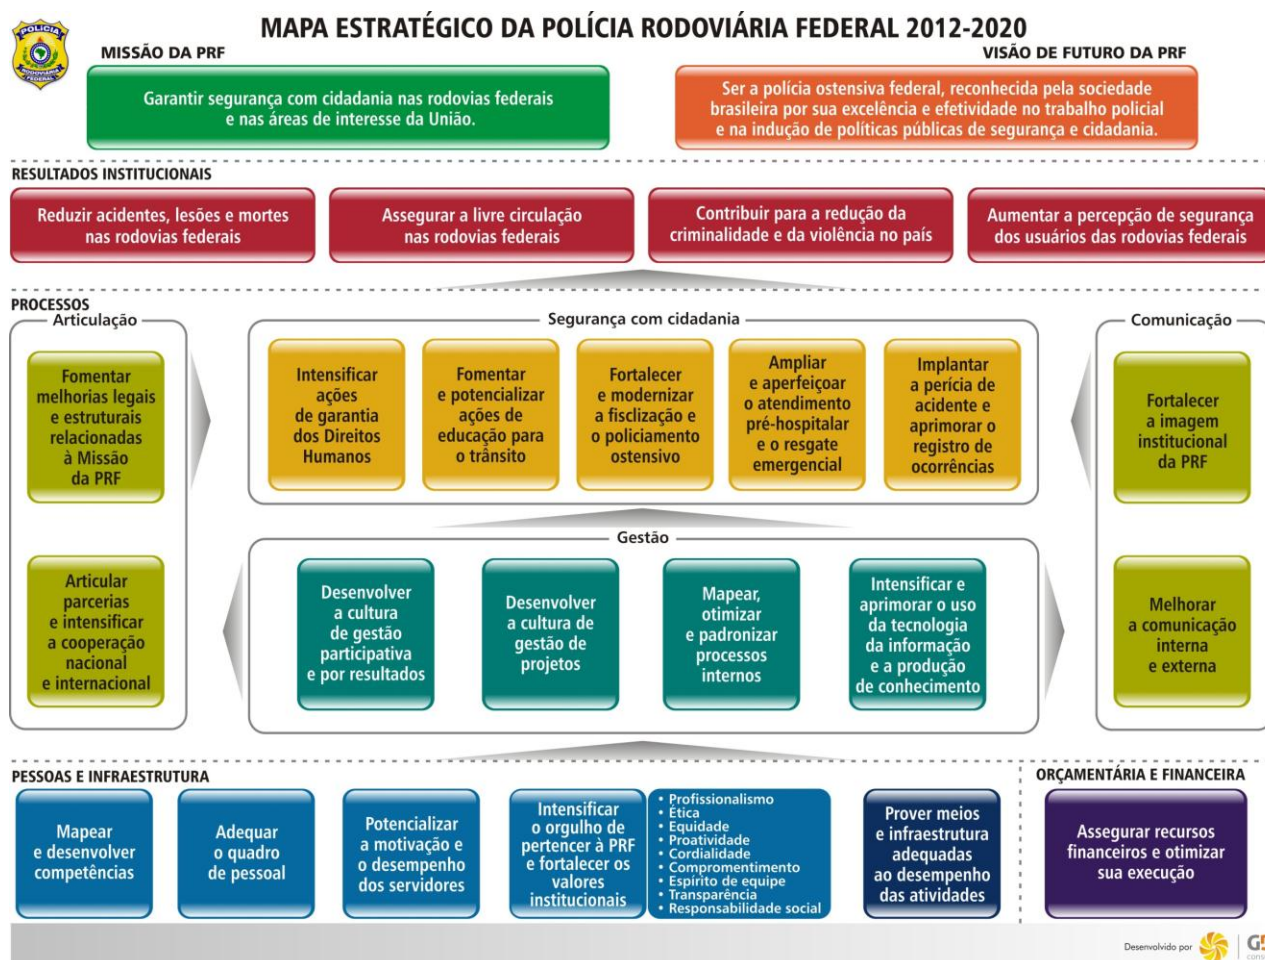 MAPA ESTRATÉGICO DA POLÍCIA RODOVIÁRIA FEDERAL 2012-2020
POLÍCIA
RODOVIÁRIA
FEDERAL
MISSÃO DA PRF
Garantir segurança com cidadania nas rodovias federais
e nas áreas de interesse da União.
VISÃO DE FUTURO DA PRF
Ser a polícia ostensiva federal, reconhecida pela sociedade
brasileira por sua excelência e efetividade no trabalho policial
e na indução de políticas públicas de segurança e cidadania.
RESULTADOS INSTITUCIONAIS
Reduzir acidentes, lesões e mortes
nas rodovias federais
Assegurar a livre circulação
nas rodovias federais
Contribuir para a redução da
criminalidade e da violência no país
Aumentar a percepção de segurança
dos usuários das rodovias federais
PROCESSOS
Articulação
Fomentar
melhorias legais
e estruturais
relacionadas
à Missão
da PRF
Articular
parcerias
e intensificar
a cooperação
nacional
e internacional
Segurança com cidadania
Intensificar
ações
de garantia
dos Direitos
Humanos
Fomentar
e potencializar
ações de
educação para
o trânsito
Fortalecer
e modernizar
a fisclização e
o policiamento
ostensivo
Ampliar
e aperfeiçoar
o atendimento
pré-hospitalar
e o resgate
emergencial
Implantar
a perícia de
acidente e
aprimorar o
registro de
ocorrências
Gestão
Desenvolver
a cultura
de gestão
participativa
e por resultados
Desenvolver
a cultura de
gestão de
projetos
Mapear,
otimizar
e padronizar
processos
internos
Intensificar e
aprimorar o uso
da tecnologia
da informação
e a produção
de conhecimento
Comunicação
Fortalecer
a imagem
institucional
da PRF
Melhorar
a comunicação
interna
e externa
PESSOAS E INFRAESTRUTURA
Mapear
e desenvolver
competências
Adequar
o quadro
de pessoal
Potencializar
a motivação e
o desempenho
dos servidores
Intensificar
o orgulho de
pertencer à PRF
e fortalecer os
valores
institucionais
• Profissionalismo
• Ética
• Equidade
• Proatividade
• Cordialidade
• Comprometimento
• Espírito de equipe
• Transparência
• Responsabilidade social
Prover meios
e infraestrutura
adequadas
ao desempenho
das atividades
ORÇAMENTÁRIA E FINANCEIRA
Assegurar recursos
financeiros e otimizar
sua execução
Desenvolvido por